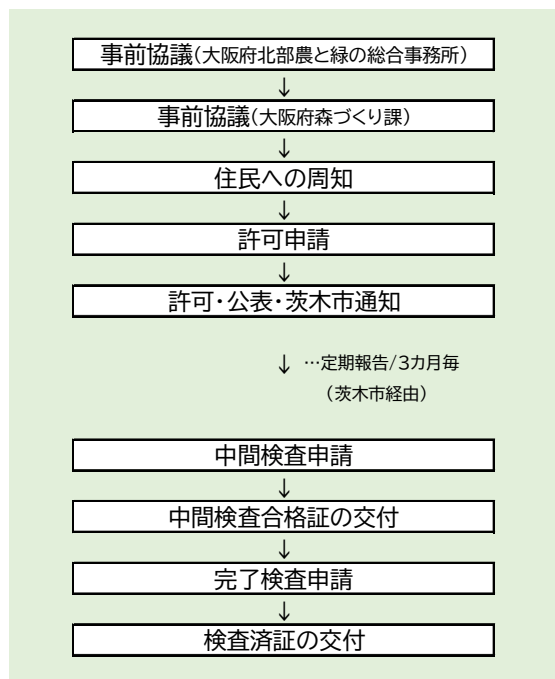 事前協議(大阪府北部農と緑の総合事務所)
↓
事前協議(大阪府森づくり課)
↓
住民への周知
↓
許可申請
↓
許可・公表・茨木市通知
↓ …定期報告/3カ月毎
(茨木市経由)
中間検査申請
↓
中間検査合格証の交付
↓
完了検査申請
↓
検査済証の交付